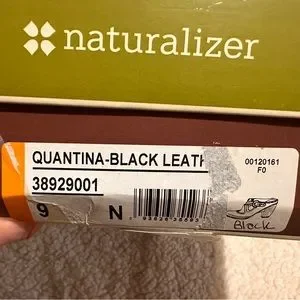 naturalizer
QUANTINA-BLACK LEATH
00120161
F0
38929001
9 N
Black